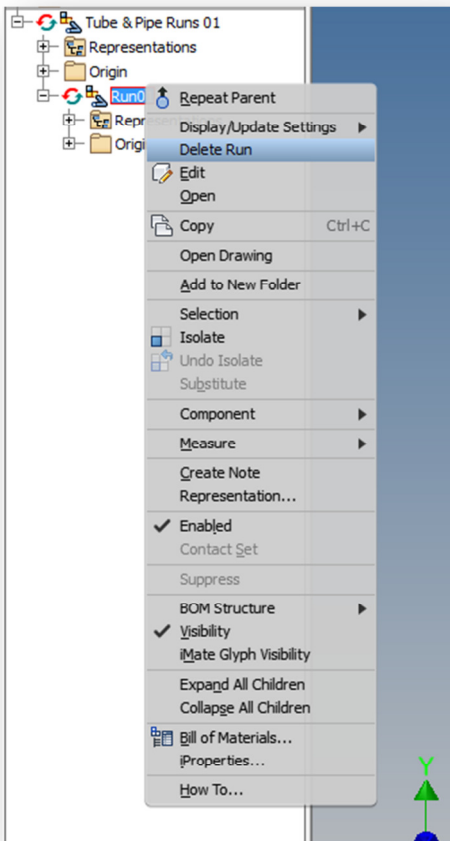 Tube & Pipe Runs 01
Representations
Origin
Run0
Repeat Parent
Display/Update Settings
Delete Run
Edit
Open
Copy Ctrl+C
Open Drawing
Add to New Folder
Selection
Isolate
Undo Isolate
Substitute
Component
Measure
Create Note
Representation...
Enabled
Contact Set
Suppress
BOM Structure
Visibility
iMate Glyph Visibility
Expand All Children
Collapse All Children
Bill of Materials...
iProperties...
How To...
Repr
Origi
Y